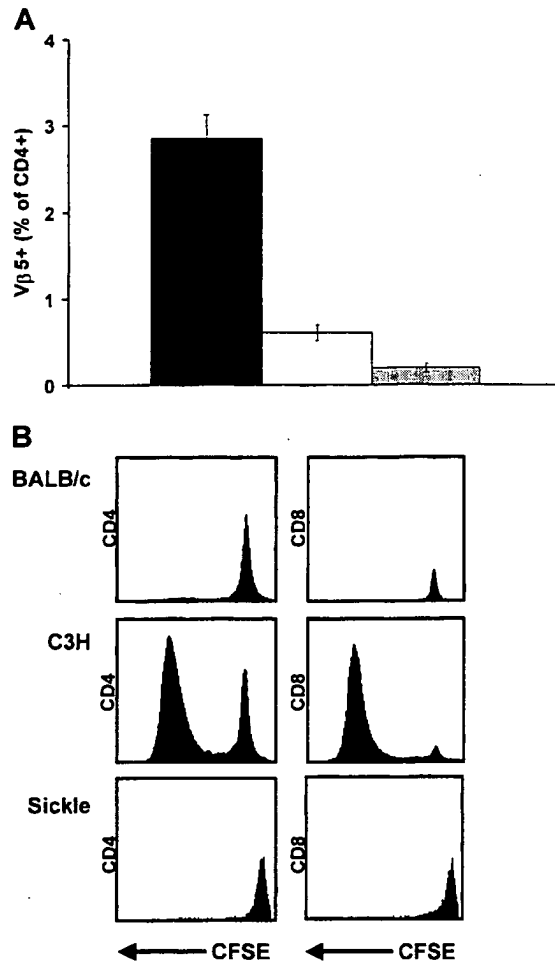 A
Vβ5+ (% of CD4+)
4
3
2
1
0
B
BALB/c
CD4
CD8
C3H
CD4
CD8
Sickle
CD4
CD8
CFSE
CFSE